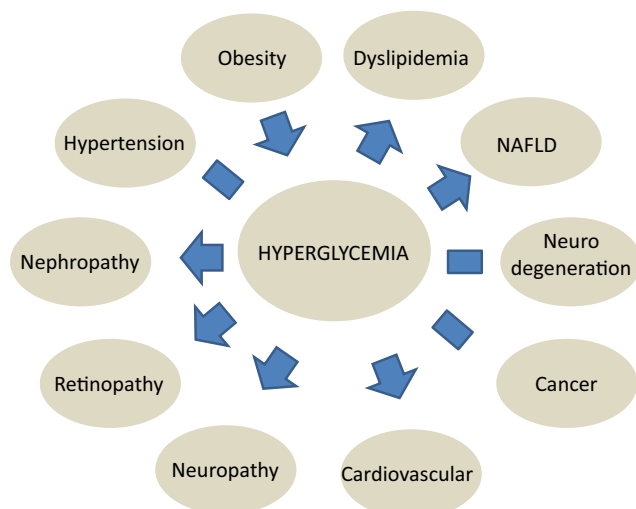 Obesity
Dyslipidemia
Hypertension
NAFLD
HYPERGLYCEMIA
Nephropathy
Neuro
degeneration
Retinopathy
Cancer
Neuropathy
Cardiovascular